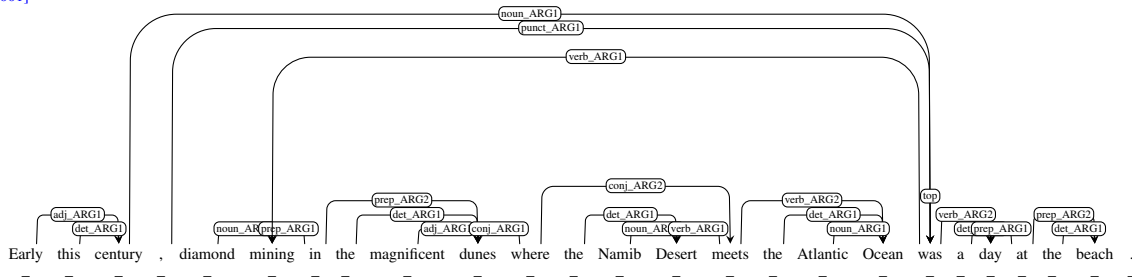 noun_ARG1
punct_ARG1
verb_ARG1
conj_ARG2
top
prep_ARG2 verb_ARG2
adj_ARG1 det_ARG1 det_ARG1 det_ARG1 verb_ARG2 prep_ARG2
det_ARG1 prep_ARG1 adj_ARG1 conj_ARG1 verb_ARG1 noun_ARG1 prep_ARG1 det_ARG1
Early this century , diamond mining in the magnificent dunes where the Namib Desert meets the Atlantic Ocean was a day at the beach